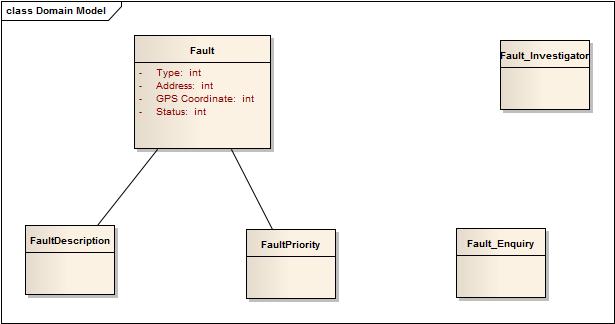 class Domain Model
Fault
- Type: int
- Address: int
- GPS Coordinate: int
- Status: int
Fault_Investigator
FaultDescription
FaultPriority
Fault_Enquiry